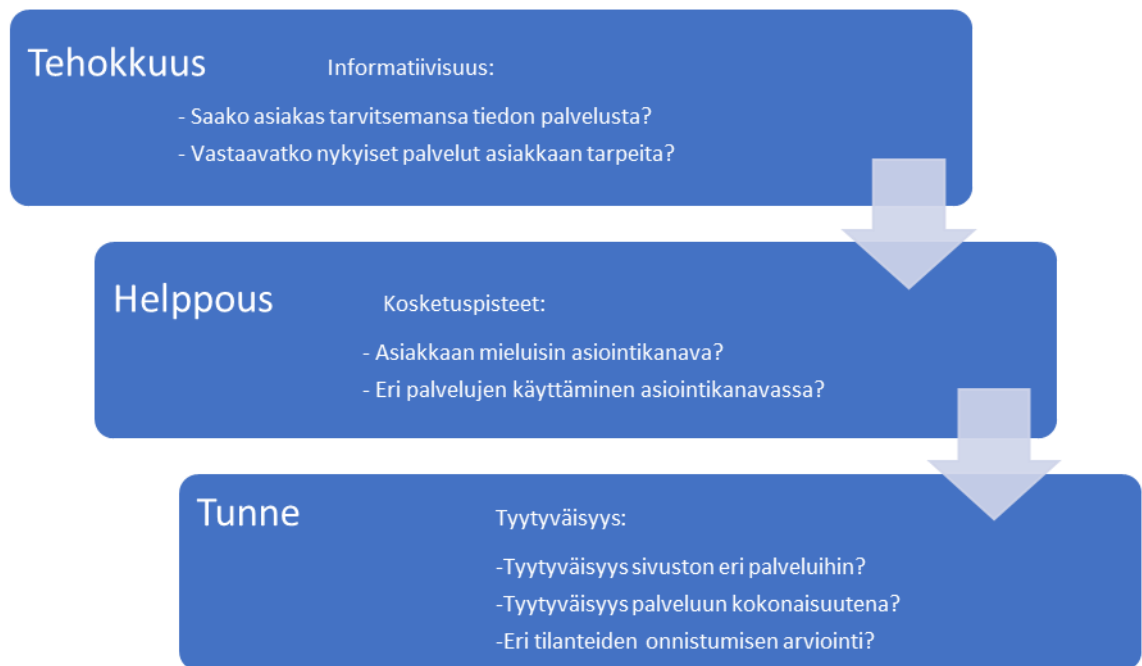 Tehokkuus Informatiivisuus:
- Saako asiakas tarvitsemansa tiedon palvelusta?
- Vastaavatko nykyiset palvelut asiakkaan tarpeita?
Helppous Kosketuspisteet:
- Asiakkaan mieluisin asiointikanava?
- Eri palvelujen käyttäminen asiointikanavassa?
Tunne Tyytyväisyys:
-Tyytyväisyys sivuston eri palveluihin?
-Tyytyväisyys palveluun kokonaisuutena?
-Eri tilanteiden onnistumisen arviointi?